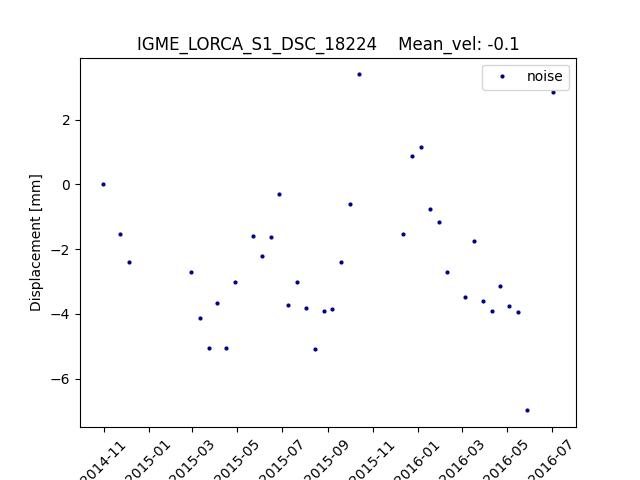 IGME_LORCA_S1_DSC_18224    Mean_vel: -0.1
noise
Displacement [mm]
2
0
−2
−4
−6
2014-11 2015-01 2015-03 2015-05 2015-07 2015-09 2015-11 2016-01 2016-03 2016-05 2016-07